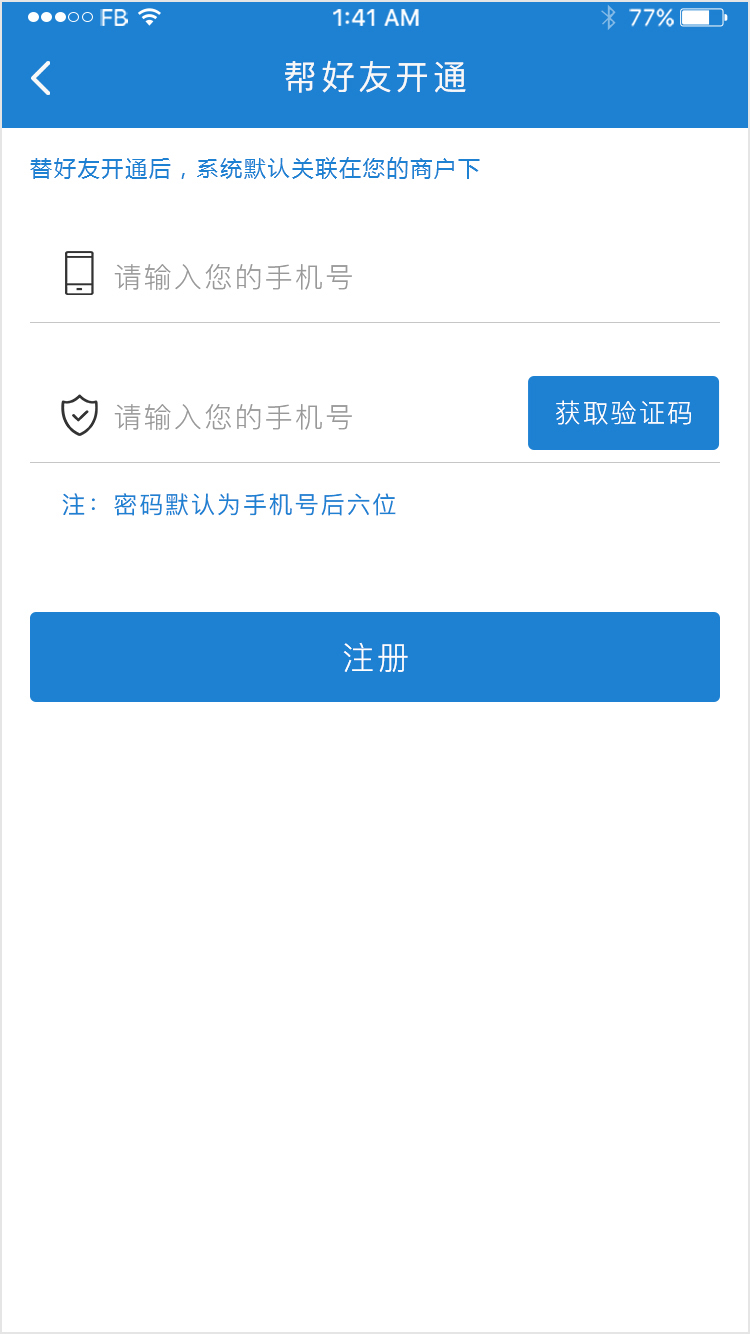 FB 1:41 AM 77%
帮好友开通
替好友开通后，系统默认关联在您的商户下
请输入您的手机号
请输入您的手机号 获取验证码
注：密码默认为手机号后六位
注册